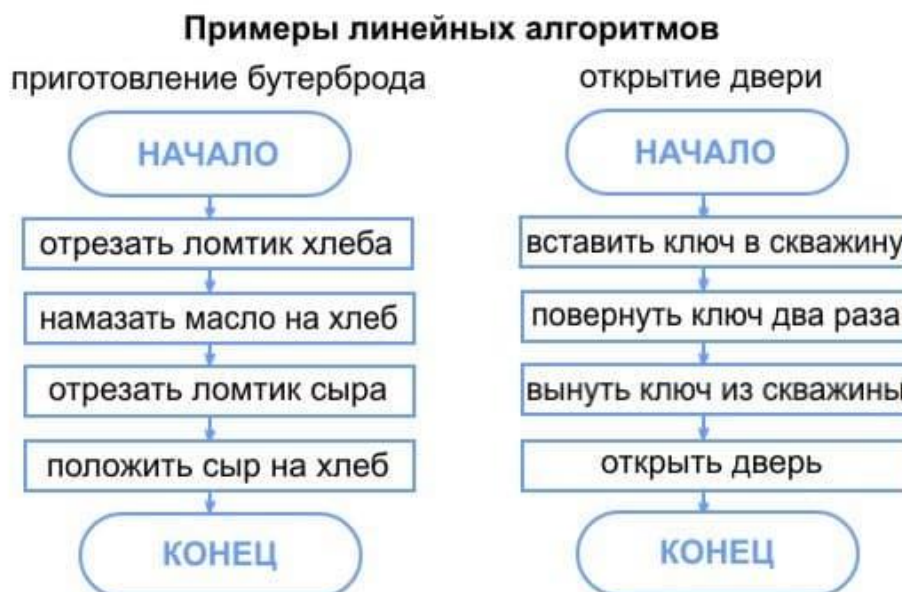 Примеры линейных алгоритмов
приготовление бутерброда
НАЧАЛО
отрезать ломтик хлеба
намазать масло на хлеб
отрезать ломтик сыра
положить сыр на хлеб
КОНЕЦ
открытие двери
НАЧАЛО
вставить ключ в скважину
повернуть ключ два раза
вынуть ключ из скважины
открыть дверь
КОНЕЦ